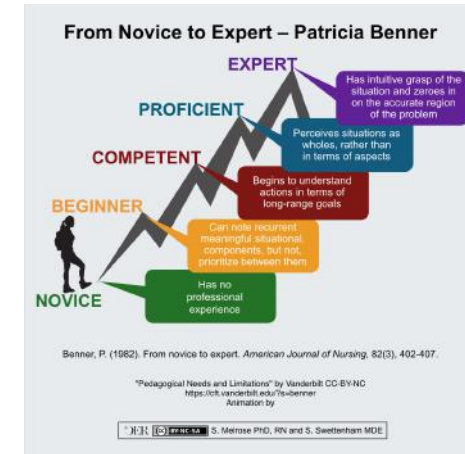 From Novice to Expert – Patricia Benner
EXPERT
Has intuitive grasp of the
situation and zeroes in
on the accurate region
of the problem
PROFICIENT
Perceives situations as
wholes, rather than
in terms of aspects
COMPETENT
Begins to understand
actions in terms of
long-range goals
BEGINNER
Can note recurrent
meaningful situational
components, but not,
prioritize between them
NOVICE
Has no
professional
experience
Benner, P. (1982). From novice to expert. American Journal of Nursing, 82(3), 402-407.
"Pedagogical Needs and Limitations" by Vanderbilt CC-BY-NC
https://cft.vanderbilt.edu/?s=benner
Animation by
OER CC BY-NC-SA S. Melrose PhD, RN and S. Swettenham MDE